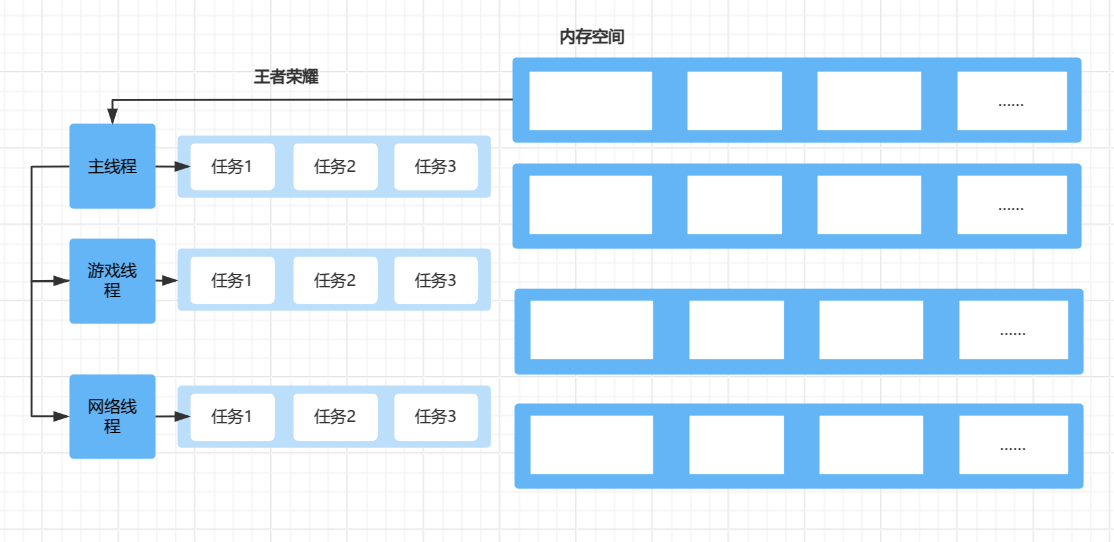 内存空间
王者荣耀
......
主线程
任务1
任务2
任务3
......
游戏线
程
任务1
任务2
任务3
......
网络线
程
任务1
任务2
任务3
......